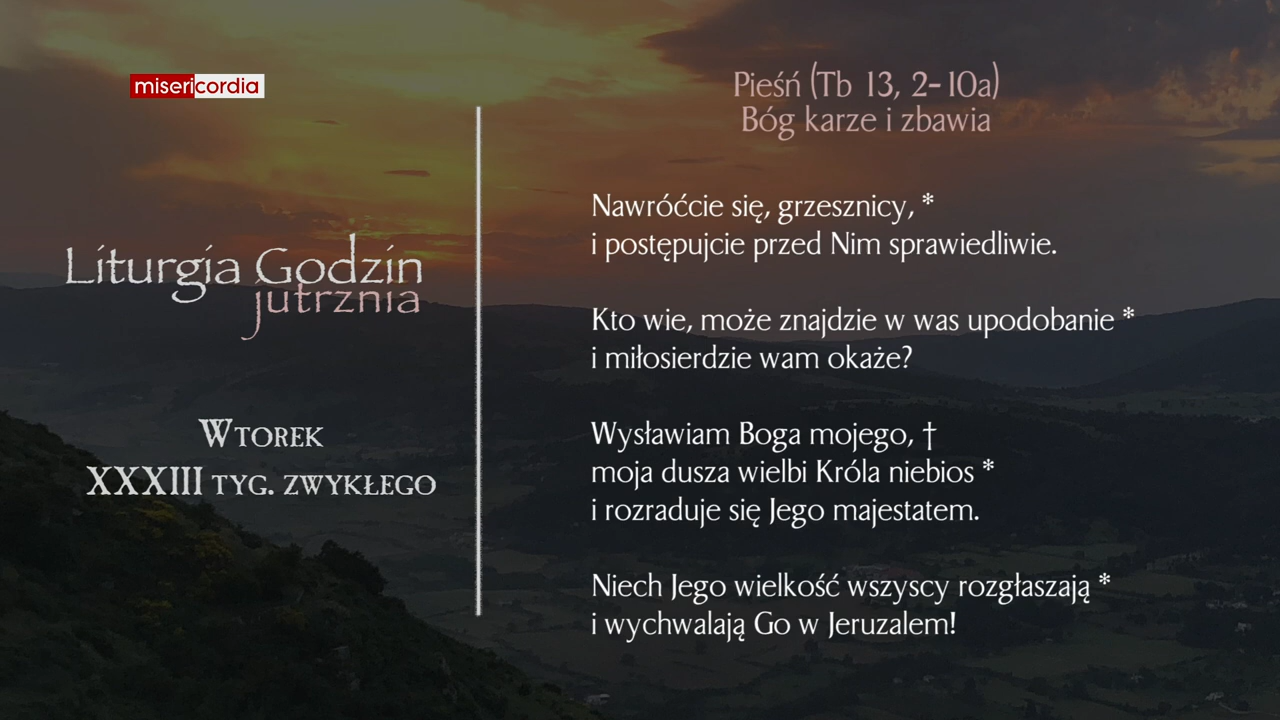 misericordia
Liturgia Godzin
jutrznia
Wtorek
XXXIII tyg. zwykłego
Pieśń (Tb 13, 2-10a)
Bóg karze i zbawia
Nawróćcie się, grzesznicy, *
i postępujcie przed Nim sprawiedliwie.
Kto wie, może znajdzie w was upodobanie *
i miłosierdzie wam okaże?
Wysławiam Boga mojego, †
moja dusza wielbi Króla niebios *
i rozraduje się Jego majestatem.
Niech Jego wielkość wszyscy rozgłaszają *
i wychwalają Go w Jeruzalem!